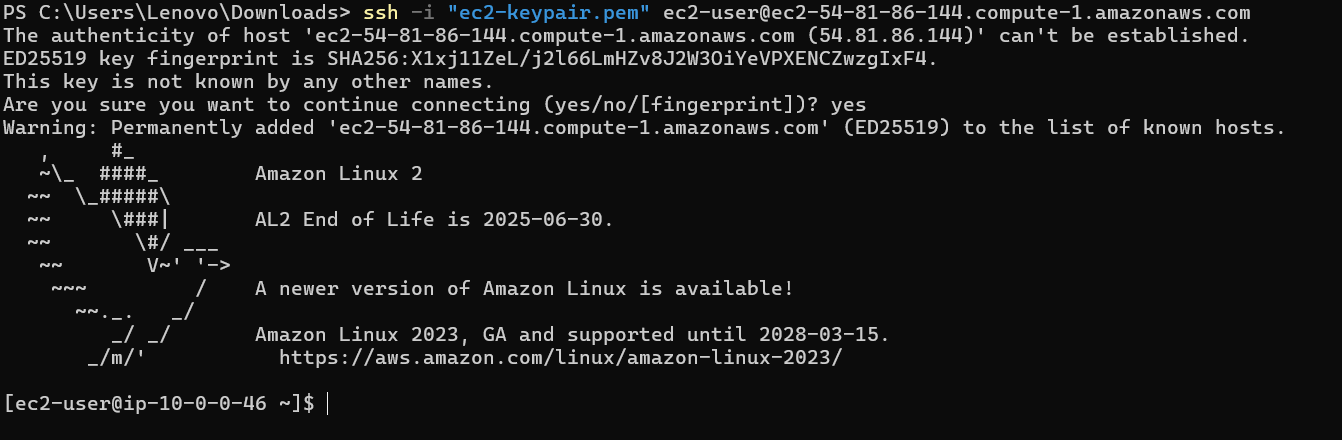 PS C:\Users\Lenovo\Downloads> ssh -i "ec2-keypair.pem" ec2-user@ec2-54-81-86-144.compute-1.amazonaws.com
The authenticity of host 'ec2-54-81-86-144.compute-1.amazonaws.com (54.81.86.144)' can't be established.
ED25519 key fingerprint is SHA256:X1xj11ZeL/j2l66LmHZv8J2W3OiYeVPXENCZwzgIxF4.
This key is not known by any other names.
Are you sure you want to continue connecting (yes/no/[fingerprint])? yes
Warning: Permanently added 'ec2-54-81-86-144.compute-1.amazonaws.com' (ED25519) to the list of known hosts.
   ,     #_
   ~\_  ####_        Amazon Linux 2
  ~~  \_#####\
  ~~     \###|       AL2 End of Life is 2025-06-30.
  ~~       \#/ ___
   ~~       V~' '->
    ~~~         /    A newer version of Amazon Linux is available!
      ~~._.   _/
         _/ _/       Amazon Linux 2023, GA and supported until 2028-03-15.
       _/m/'           https://aws.amazon.com/linux/amazon-linux-2023/
[ec2-user@ip-10-0-0-46 ~]$